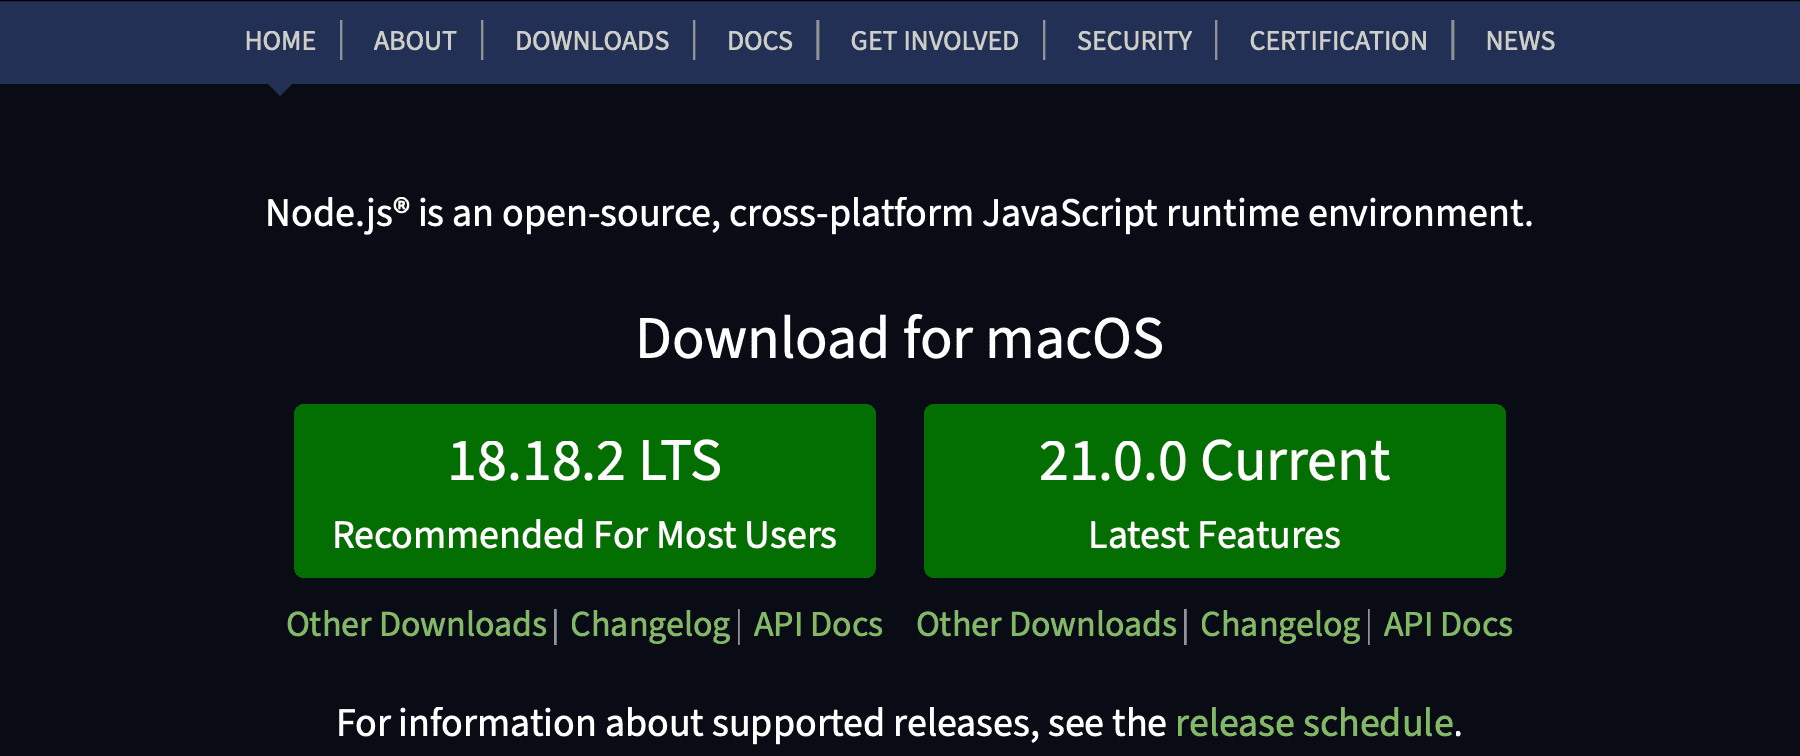 HOME | ABOUT | DOWNLOADS | DOCS | GET INVOLVED | SECURITY | CERTIFICATION | NEWS
Node.js® is an open-source, cross-platform JavaScript runtime environment.
Download for macOS
18.18.2 LTS
Recommended For Most Users
21.0.0 Current
Latest Features
Other Downloads | Changelog | API Docs
Other Downloads | Changelog | API Docs
For information about supported releases, see the release schedule.